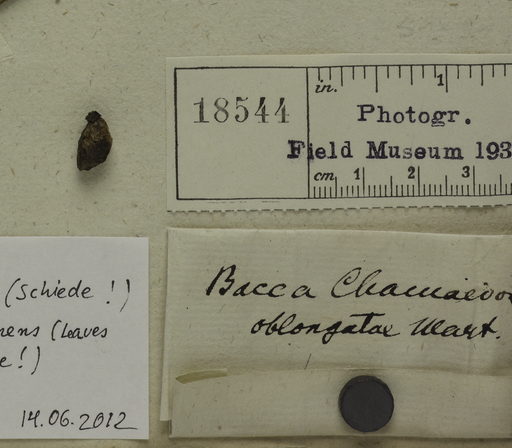 in. 1
18544
Photogr.
Field Museum 193
cm 1 2 3
(Schiede !)
mens (leaves
e!)
14.06.2012
Bacca Chamaedo
oblongatae Mart.